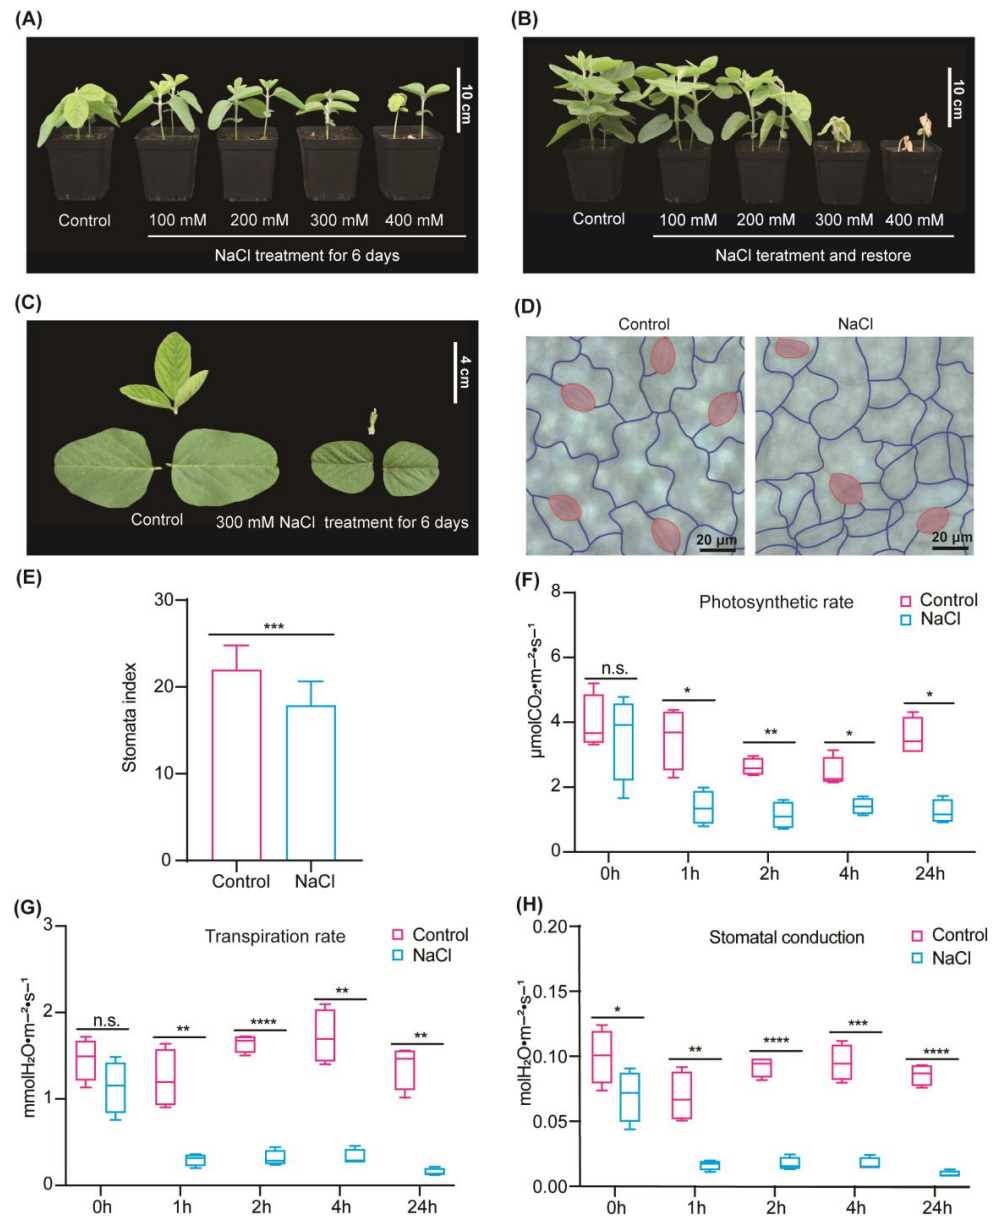 (A)
10 cm
Control
100 mM 200 mM 300 mM 400 mM
NaCl treatment for 6 days
(B)
10 cm
Control
100 mM 200 mM 300 mM 400 mM
NaCl teratment and restore
(C)
4 cm
Control 300 mM NaCl treatment for 6 days
(D)
Control NaCl
20 μm 20 μm
(E)
Stomata index
30
20
10
0
***
Control NaCl
(F)
Photosynthetic rate
Control
NaCl
μmolCO₂•m⁻²•s⁻¹
8
6
4
2
0
n.s. * ** * *
0h 1h 2h 4h 24h
(G)
Transpiration rate
Control
NaCl
mmolH₂O•m⁻²•s⁻¹
3
2
1
0
n.s. ** **** ** **
0h 1h 2h 4h 24h
(H)
Stomatal conduction
Control
NaCl
molH₂O•m⁻²•s⁻¹
0.20
0.15
0.10
0.05
0.00
* ** **** *** ****
0h 1h 2h 4h 24h